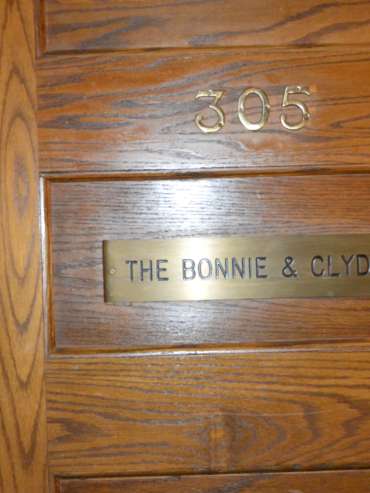 305
THE BONNIE & CLYD